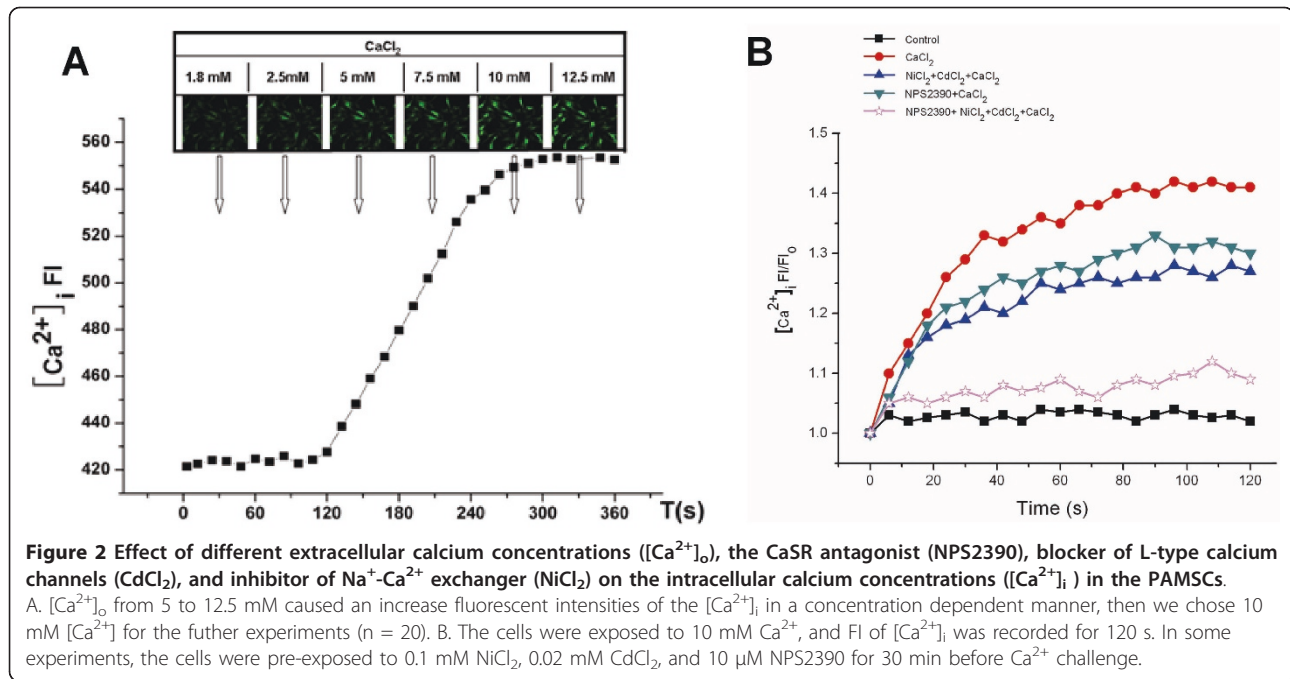 A
CaCl₂
1.8 mM 2.5mM 5 mM 7.5 mM 10 mM 12.5 mM
560
540
520
500
480
460
440
420
[Ca²⁺]ᵢ FI
0 60 120 180 240 300 360 T(s)
B
Control
CaCl₂
NiCl₂+CdCl₂+CaCl₂
NPS2390+CaCl₂
NPS2390+ NiCl₂+CdCl₂+CaCl₂
1.5
1.4
1.3
1.2
1.1
1.0
[Ca²⁺]ᵢ FI/FI₀
0 20 40 60 80 100 120
Time (s)
Figure 2 Effect of different extracellular calcium concentrations ([Ca²⁺]ₒ), the CaSR antagonist (NPS2390), blocker of L-type calcium
channels (CdCl₂), and inhibitor of Na⁺-Ca²⁺ exchanger (NiCl₂) on the intracellular calcium concentrations ([Ca²⁺]ᵢ ) in the PAMSCs.
A. [Ca²⁺]ₒ from 5 to 12.5 mM caused an increase fluorescent intensities of the [Ca²⁺]ᵢ in a concentration dependent manner, then we chose 10
mM [Ca²⁺] for the futher experiments (n = 20). B. The cells were exposed to 10 mM Ca²⁺, and FI of [Ca²⁺]ᵢ was recorded for 120 s. In some
experiments, the cells were pre-exposed to 0.1 mM NiCl₂, 0.02 mM CdCl₂, and 10 μM NPS2390 for 30 min before Ca²⁺ challenge.